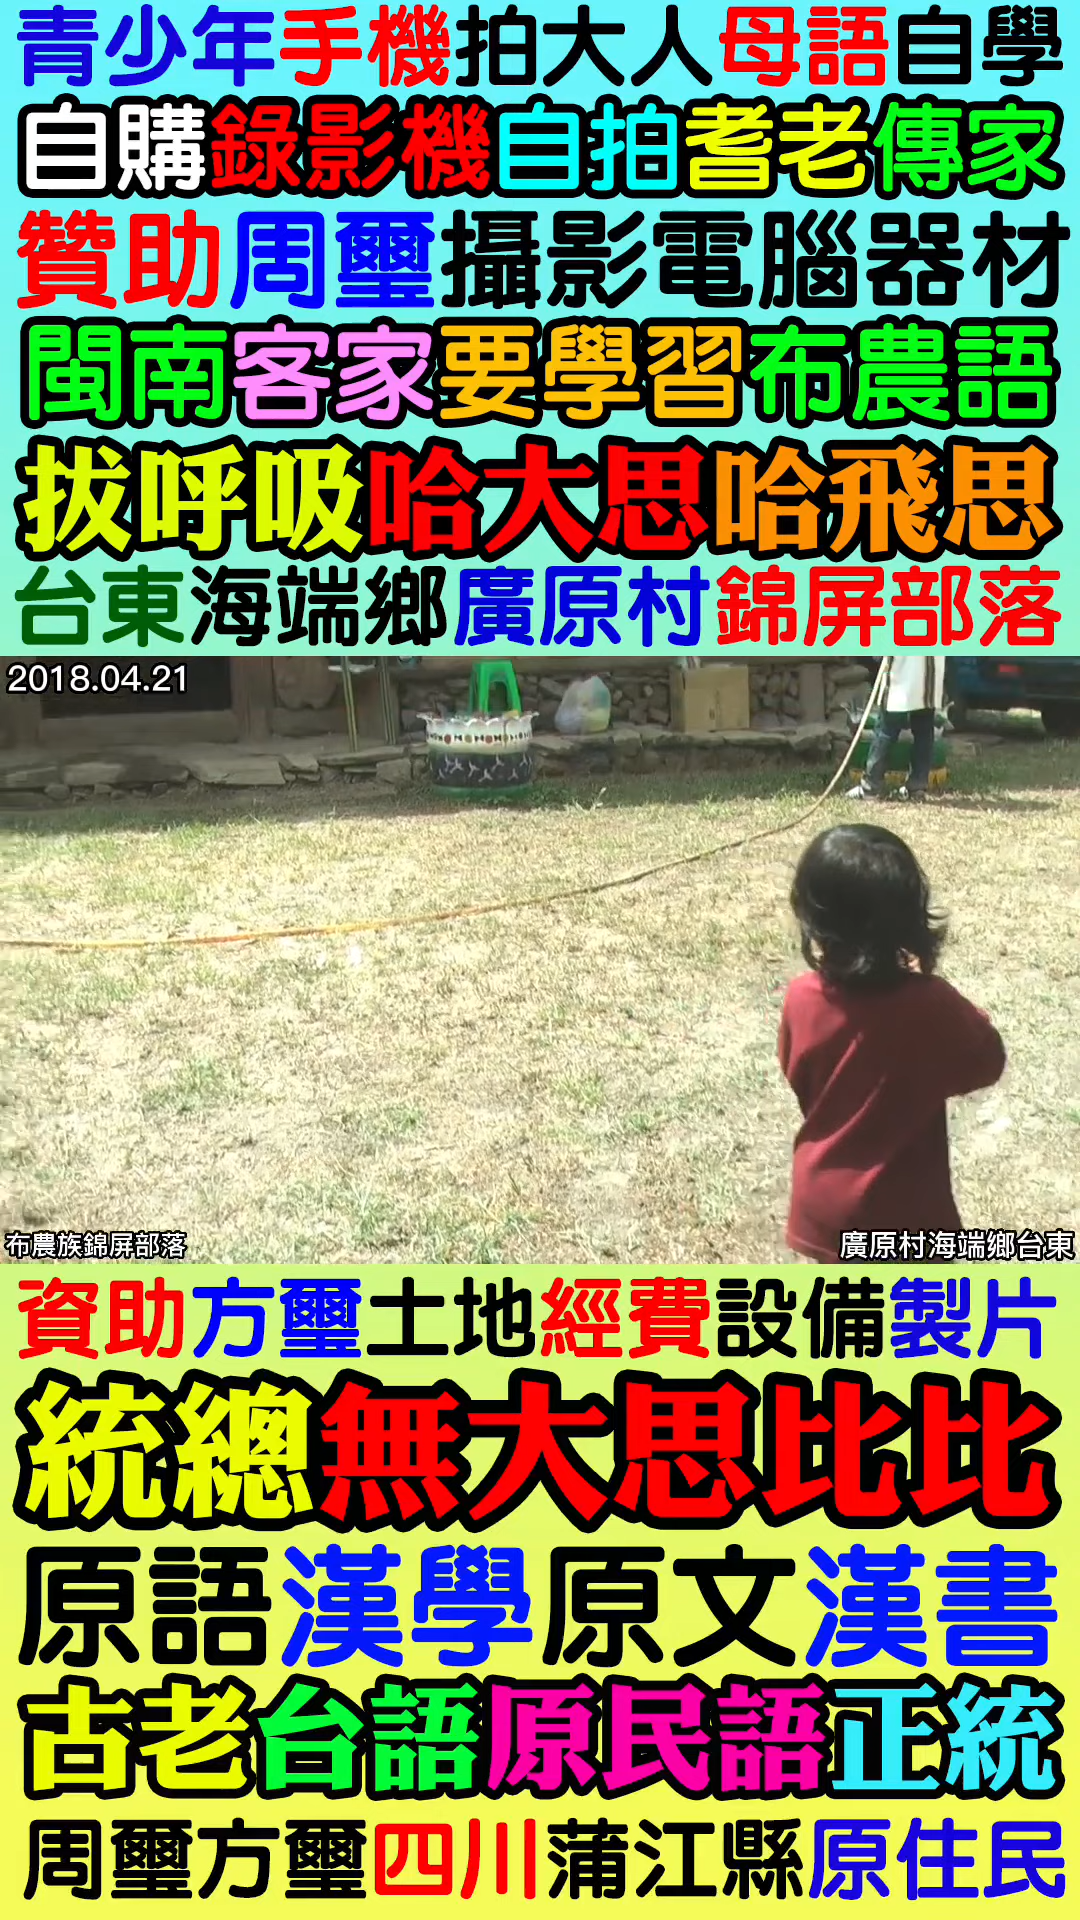 青少年手機拍大人母語自學
自購錄影機自拍耆老傳家
贊助周璽攝影電腦器材
閩南客家要學習布農語
拔呼吸哈大思哈飛思
台東海端鄉廣原村錦屏部落
2018.04.21
布農族錦屏部落
廣原村海端鄉台東
資助方璽土地經費設備製片
統總無大思比比
原語漢學原文漢書
古老台語原民語正統
周璽方璽四川蒲江縣原住民